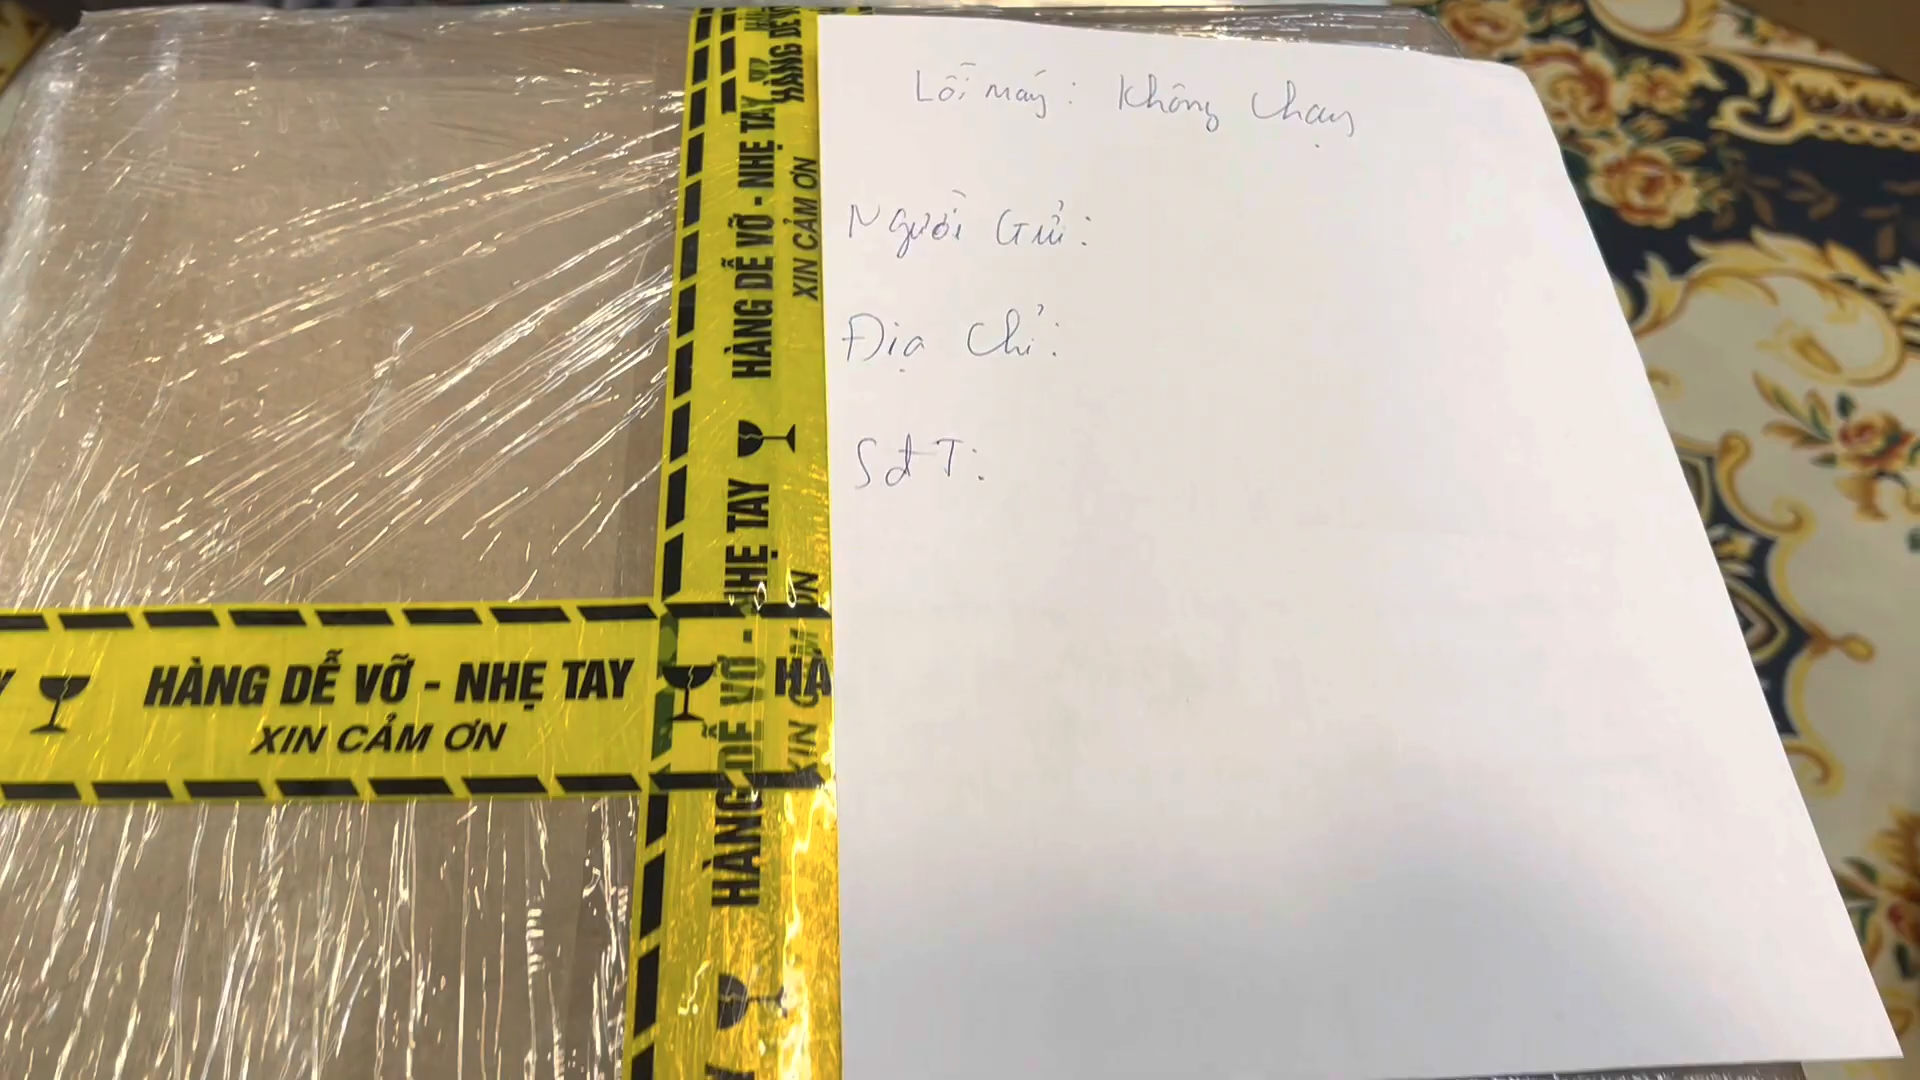 Lỗi máy: Không chạy
Người Gửi:
Địa Chỉ:
SđT:
HÀNG DỄ VỠ - NHẸ TAY
XIN CẢM ƠN
HÀNG DỄ VỠ - NHẸ TAY
XIN CẢM ƠN
HÀNG DỄ VỠ - NHẸ TAY
XIN CẢM ƠN